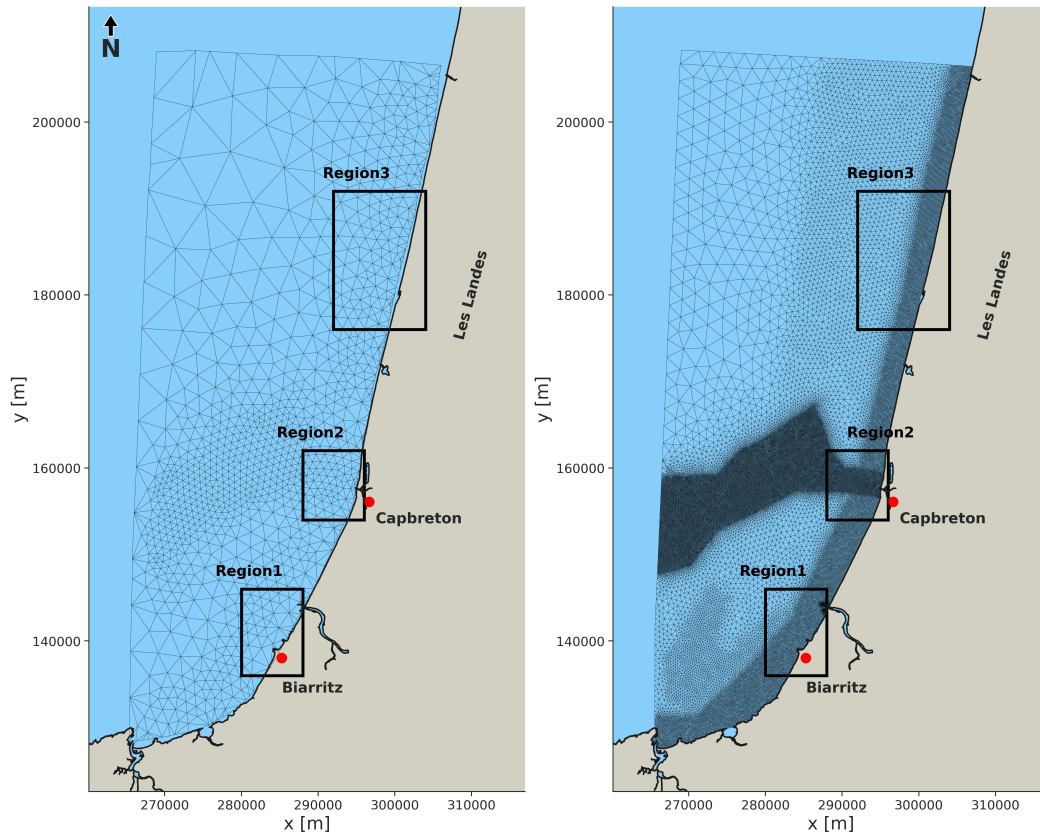 N
200000
180000
160000
140000
y [m]
Region3
Les Landes
Region2
Capbreton
Region1
Biarritz
270000 280000 290000 300000 310000
x [m]
200000
180000
160000
140000
y [m]
Region3
Les Landes
Region2
Capbreton
Region1
Biarritz
270000 280000 290000 300000 310000
x [m]